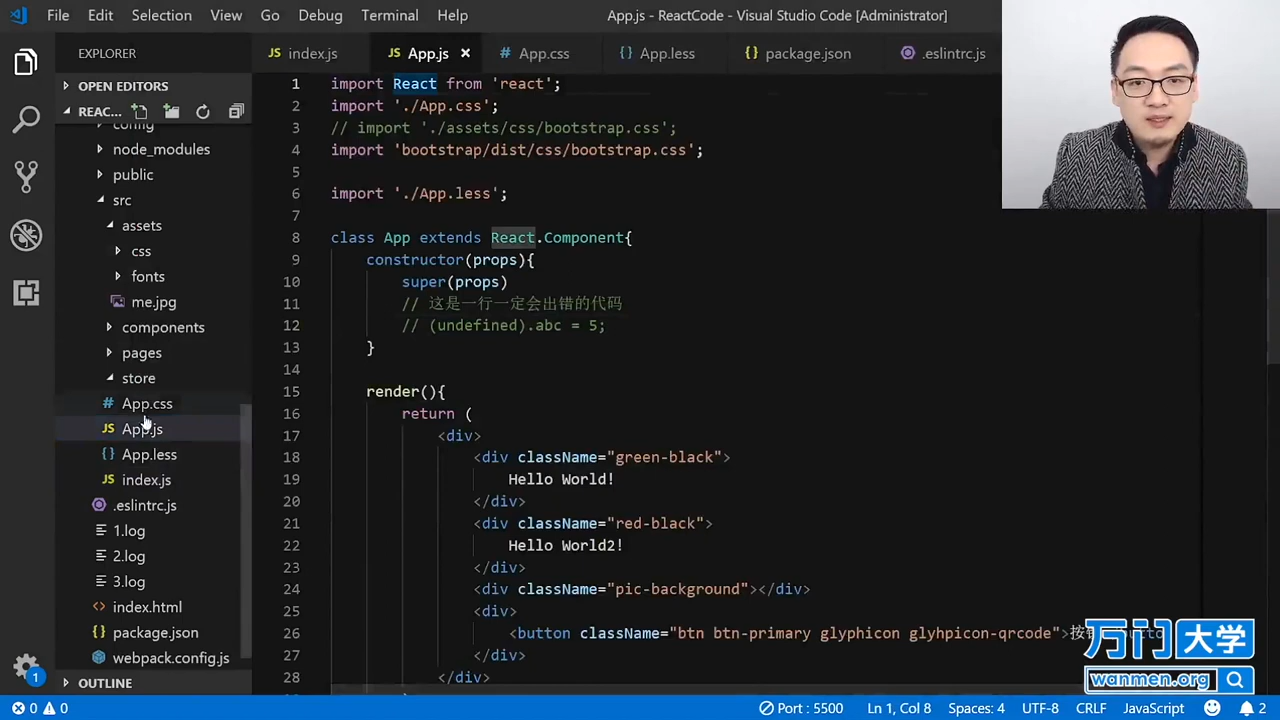 File Edit Selection View Go Debug Terminal Help
App.js - ReactCode - Visual Studio Code [Administrator]
EXPLORER
OPEN EDITORS
REAC...
config
node_modules
public
src
assets
css
fonts
me.jpg
components
pages
store
App.css
App.js
App.less
index.js
.eslintrc.js
1.log
2.log
3.log
index.html
package.json
webpack.config.js
OUTLINE
index.js App.js App.css App.less package.json .eslintrc.js
1 import React from 'react';
2 import './App.css';
3 // import './assets/css/bootstrap.css';
4 import 'bootstrap/dist/css/bootstrap.css';
5
6 import './App.less';
7
8 class App extends React.Component{
9 constructor(props){
10 super(props)
11 // 这是一行一定会出错的代码
12 // (undefined).abc = 5;
13 }
14
15 render(){
16 return (
17 <div>
18 <div className="green-black">
19 Hello World!
20 </div>
21 <div className="red-black">
22 Hello World2!
23 </div>
24 <div className="pic-background"></div>
25 <div>
26 <button className="btn btn-primary glyphicon glyhpicon-qrcode">按
27 </div>
28 </div>
万门大学
wanmen.org
1
0 0 Port : 5500 Ln 1, Col 8 Spaces: 4 UTF-8 CRLF JavaScript 2